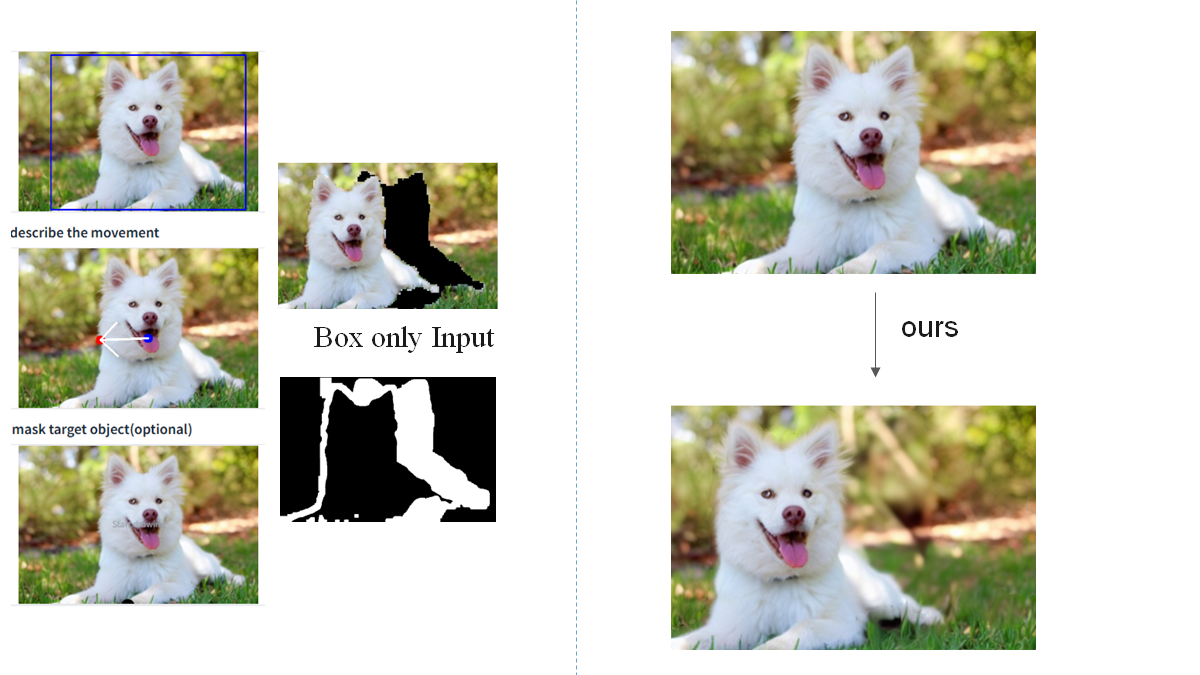 describe the movement
mask target object(optional)
Box only Input
ours